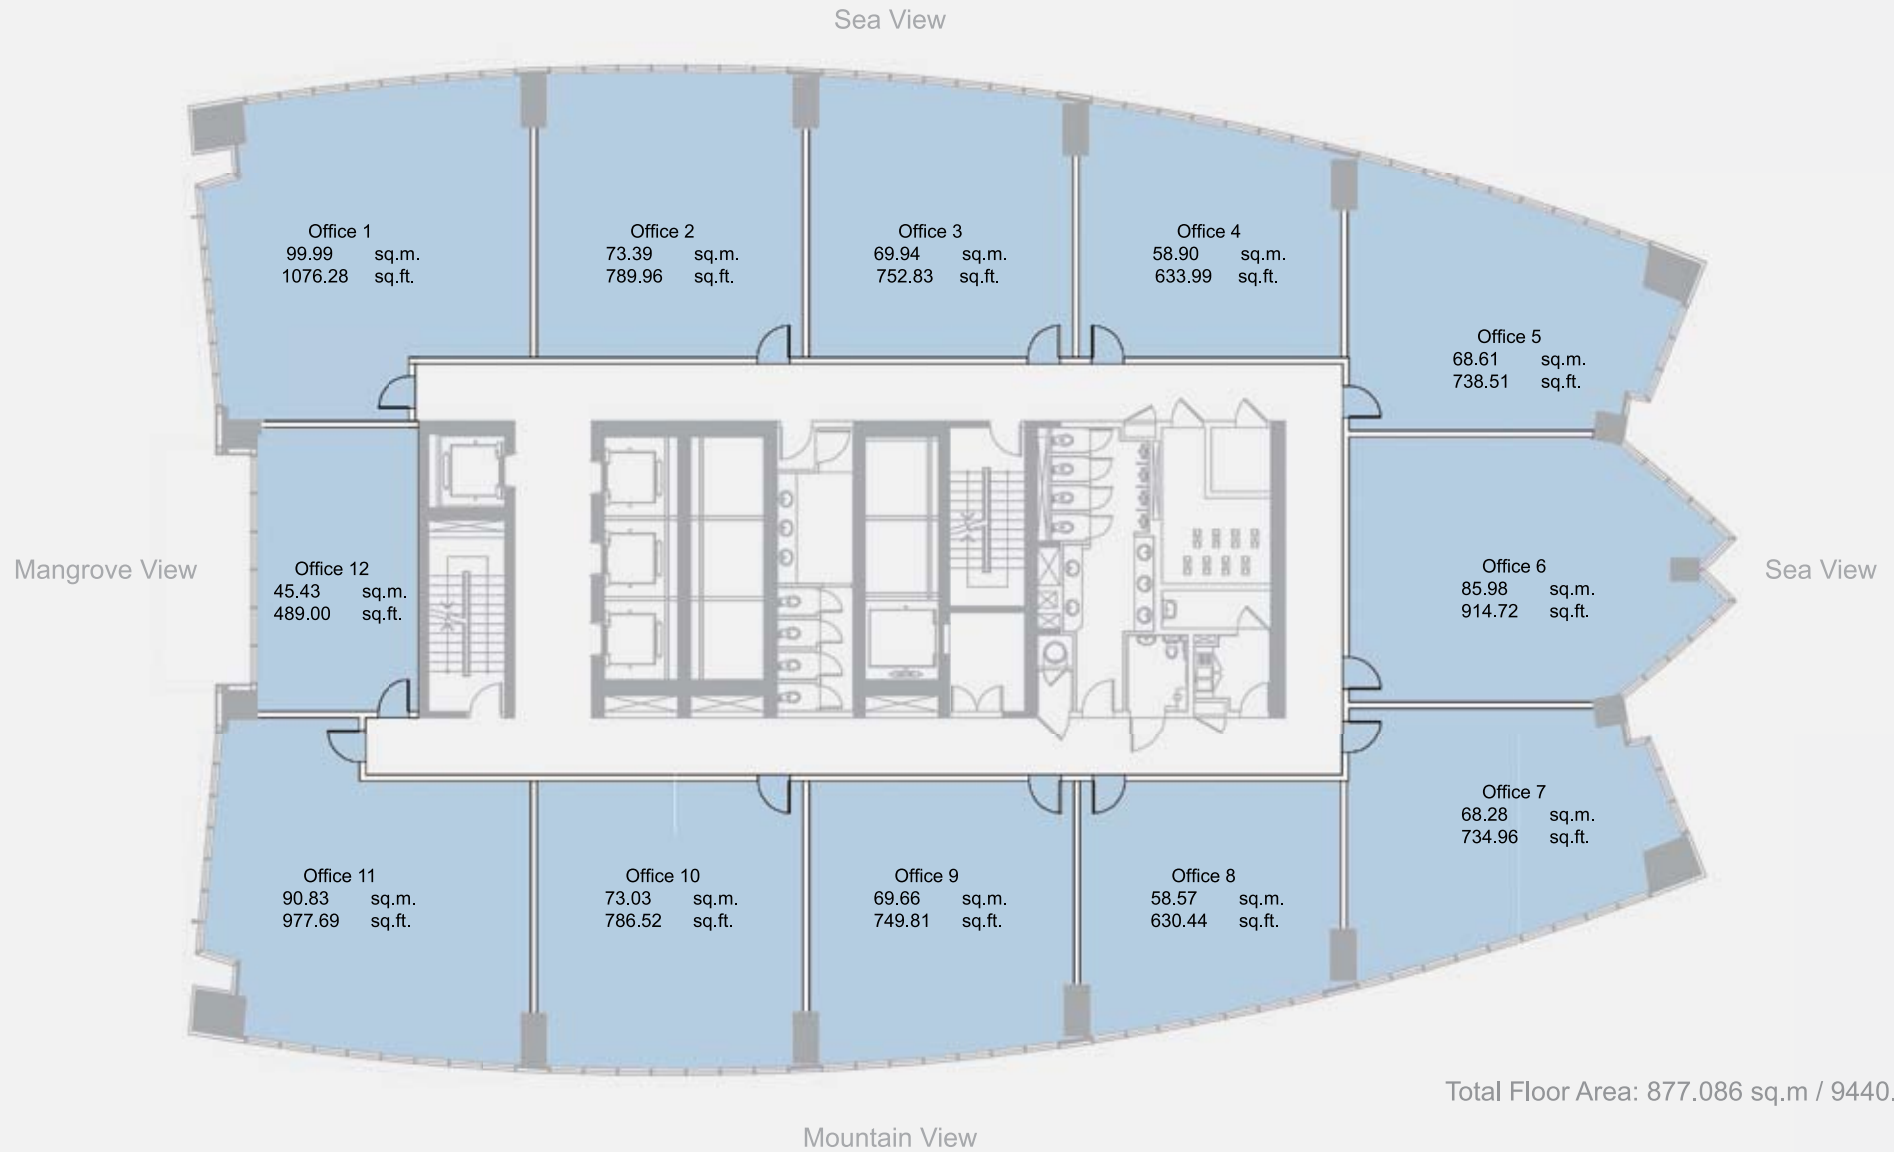 Sea View
Office 1
99.99 sq.m.
1076.28 sq.ft.
Office 2
73.39 sq.m.
789.96 sq.ft.
Office 3
69.94 sq.m.
752.83 sq.ft.
Office 4
58.90 sq.m.
633.99 sq.ft.
Office 5
68.61 sq.m.
738.51 sq.ft.
Mangrove View
Office 12
45.43 sq.m.
489.00 sq.ft.
Office 6
85.98 sq.m.
914.72 sq.ft.
Sea View
Office 7
68.28 sq.m.
734.96 sq.ft.
Office 11
90.83 sq.m.
977.69 sq.ft.
Office 10
73.03 sq.m.
786.52 sq.ft.
Office 9
69.66 sq.m.
749.81 sq.ft.
Office 8
58.57 sq.m.
630.44 sq.ft.
Total Floor Area: 877.086 sq.m / 9440.
Mountain View